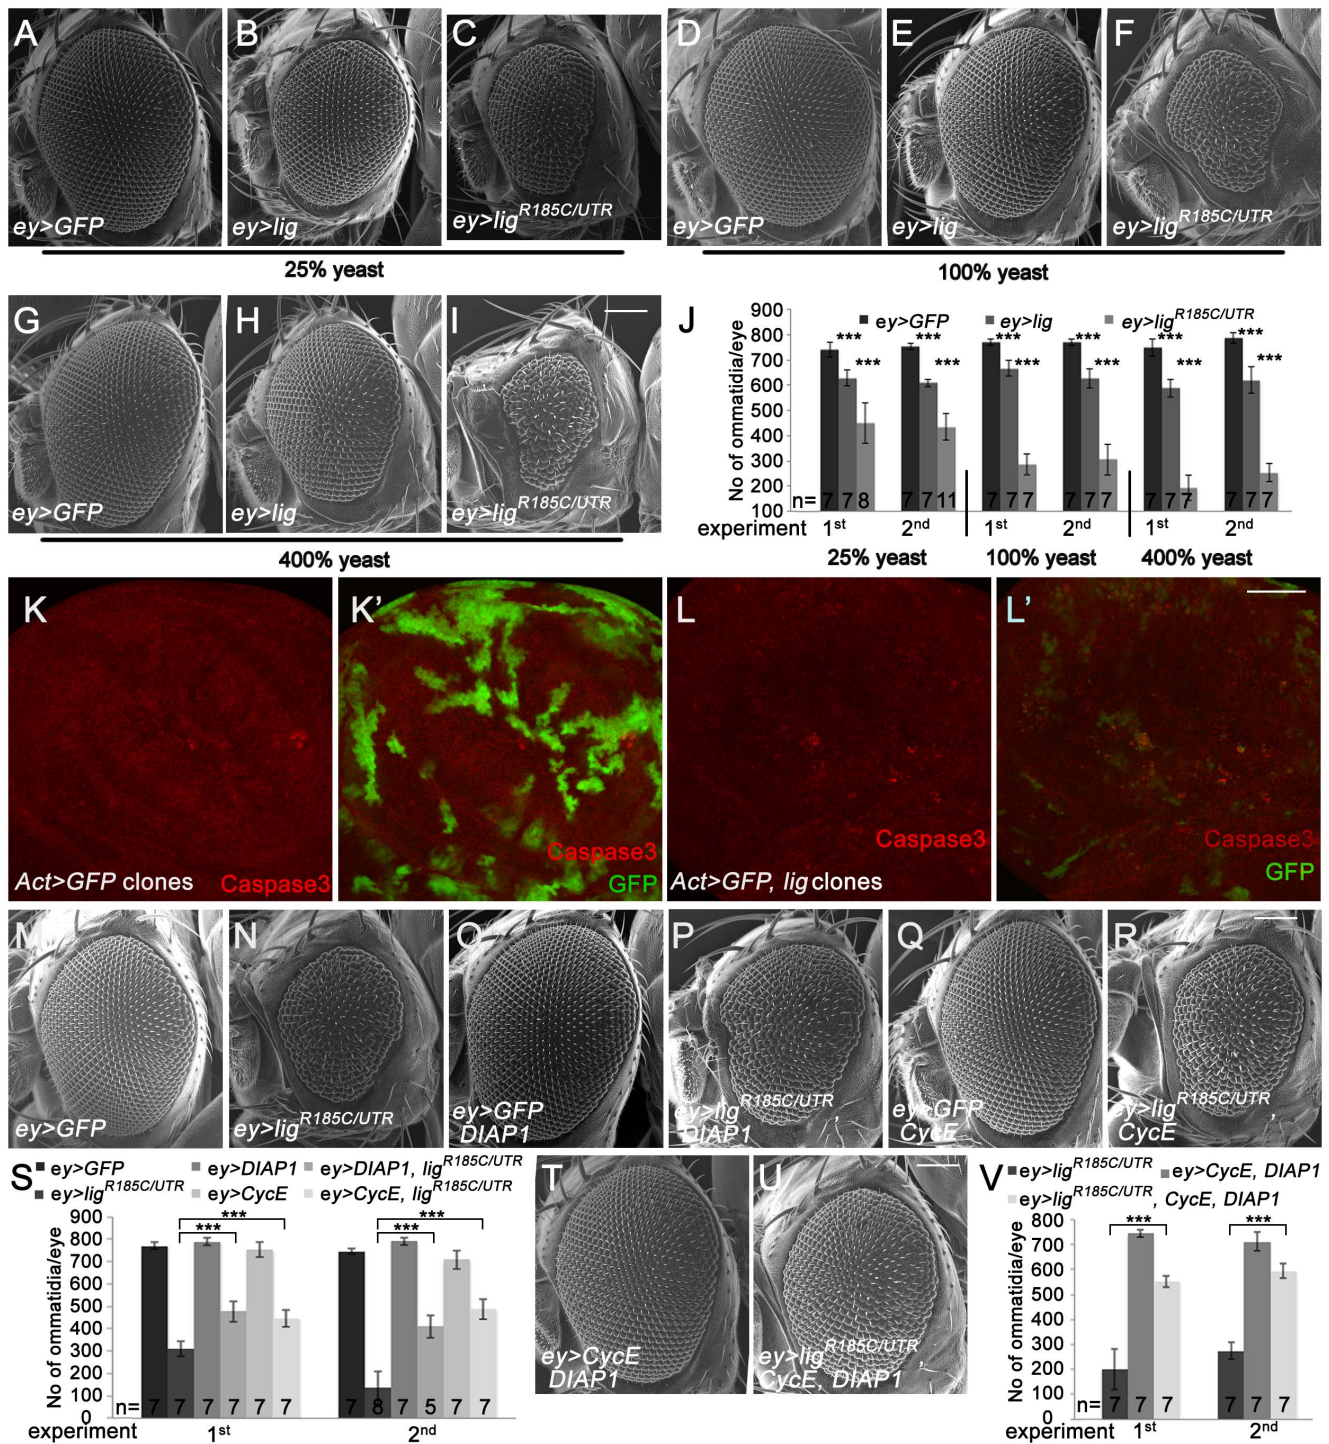 A B C D E F
ey>GFP ey>lig ey>lig^R185C/UTR ey>GFP ey>lig ey>lig^R185C/UTR
25% yeast 100% yeast
G H I
ey>GFP ey>lig ey>lig^R185C/UTR
400% yeast
J
ey>GFP ey>lig ey>lig^R185C/UTR
No of ommatidia/eye
900
800
700
600
500
400
300
200
100
*** *** *** *** *** ***
*** *** *** *** *** ***
n= 7 7 8 7 7 11 7 7 7 7 7 7 7 7 7 7 7 7
experiment 1st 2nd 1st 2nd 1st 2nd
25% yeast 100% yeast 400% yeast
K K’ L L’
Act>GFP clones Caspase3
Caspase3
GFP
Caspase3
Act>GFP, lig clones
Caspase3
GFP
M N O P Q R
ey>GFP
ey>lig^R185C/UTR
ey>GFP
DIAP1
ey>lig^R185C/UTR,
DIAP1
ey>GFP
CycE
ey>lig^R185C/UTR,
CycE
S
ey>GFP ey>DIAP1 ey>DIAP1, lig^R185C/UTR
ey>lig^R185C/UTR ey>CycE ey>CycE, lig^R185C/UTR
No of ommatidia/eye
900
800
700
600
500
400
300
200
100
0
*** ***
*** ***
n= 7 7 7 7 7 7 7 8 7 5 7 7
experiment 1st 2nd
T U
ey>CycE
DIAP1
ey>lig^R185C/UTR,
CycE, DIAP1
V
ey>lig^R185C/UTR ey>CycE, DIAP1
ey>lig^R185C/UTR, CycE, DIAP1
No of ommatidia/eye
800
700
600
500
400
300
200
100
0
*** ***
n= 7 7 7 7 7 7
experiment 1st 2nd